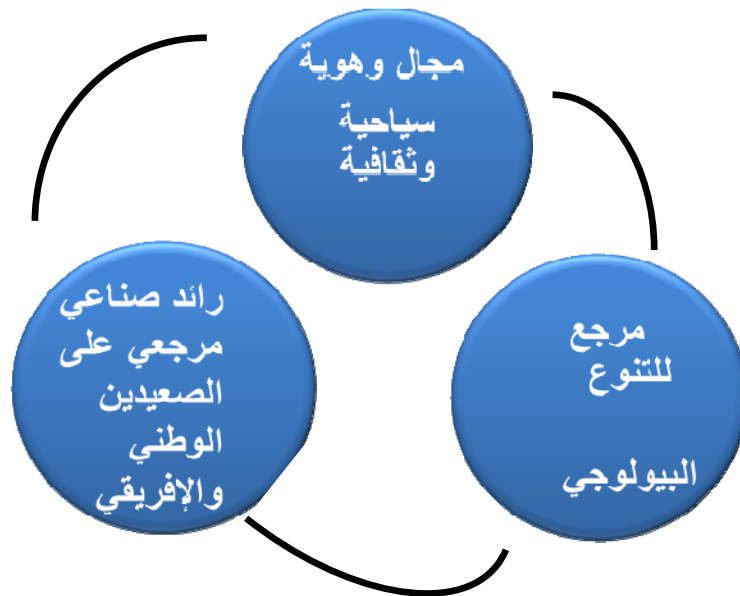 مجال وهوية
سياحية
وثقافية
مرجع
للتنوع
البيولوجي
رائد صناعي
مرجعي على
الصعيدين
الوطني
والإفريقي